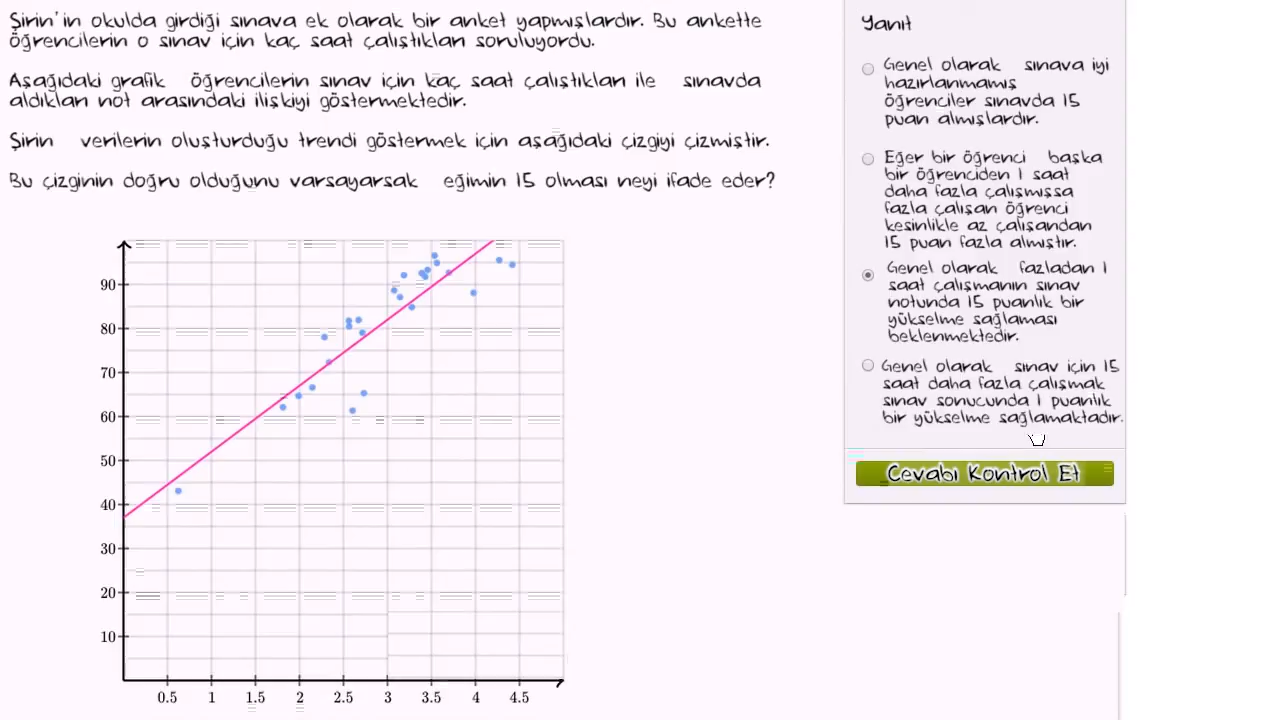 Şirin'in okulda girdiği sınava ek olarak bir anket yapmışlardır. Bu ankette
öğrencilerin o sınav için kaç saat çalıştıkları soruluyordu.
Aşağıdaki grafik öğrencilerin sınav için kaç saat çalıştıkları ile sınavda
aldıkları not arasındaki ilişkiyi göstermektedir.
Şirin verilerin oluşturduğu trendi göstermek için aşağıdaki çizgiyi çizmiştir.
Bu çizginin doğru olduğunu varsayarsak eğimin 15 olması neyi ifade eder?
90
80
70
60
50
40
30
20
10
0.5 1 1.5 2 2.5 3 3.5 4 4.5
Yanıt
Genel olarak sınava iyi
hazırlanmamış
öğrenciler sınavda 15
puan almışlardır.
Eğer bir öğrenci başka
bir öğrenciden 1 saat
daha fazla çalışmışsa
fazla çalışan öğrenci
kesinlikle az çalışandan
15 puan fazla almıştır.
Genel olarak fazladan 1
saat çalışmanın sınav
notunda 15 puanlık bir
yükselme sağlaması
beklenmektedir.
Genel olarak sınav için 15
saat daha fazla çalışmak
sınav sonucunda 1 puanlık
bir yükselme sağlamaktadır.
Cevabı Kontrol Et